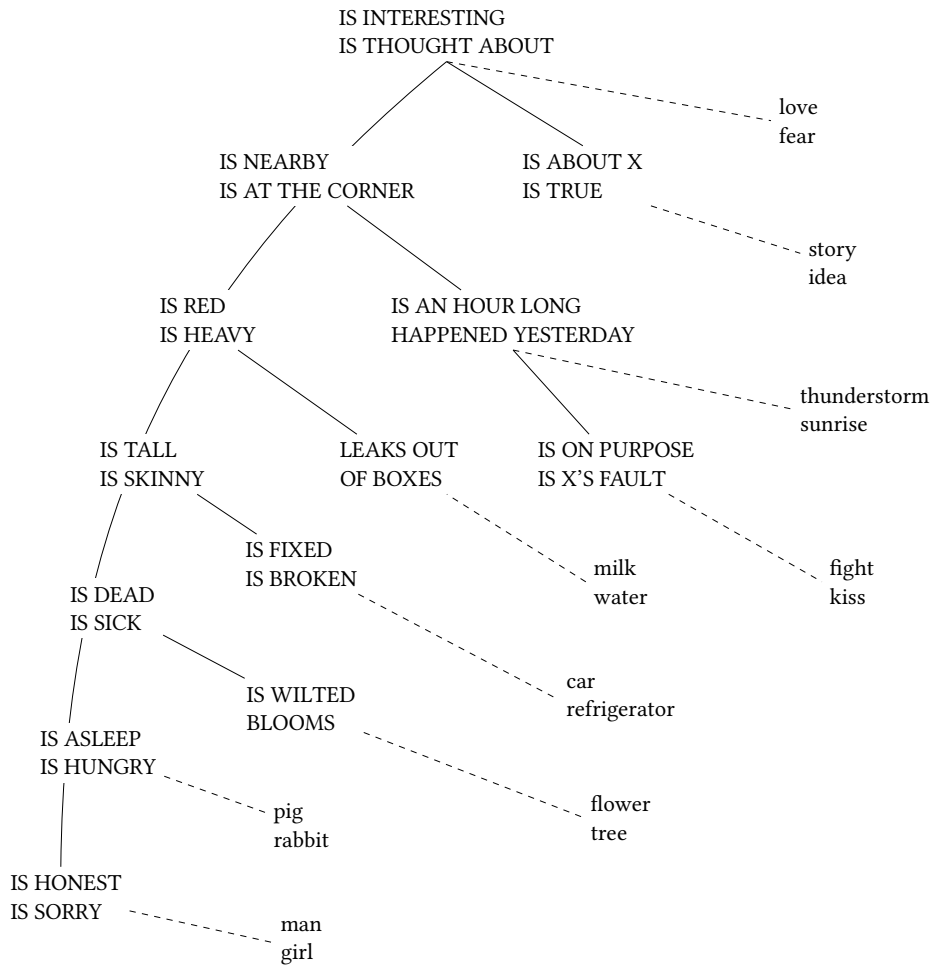 IS INTERESTING
IS THOUGHT ABOUT
love
fear
IS NEARBY
IS AT THE CORNER
IS ABOUT X
IS TRUE
story
idea
IS RED
IS HEAVY
IS AN HOUR LONG
HAPPENED YESTERDAY
thunderstorm
sunrise
IS TALL
IS SKINNY
LEAKS OUT
OF BOXES
IS ON PURPOSE
IS X’S FAULT
IS FIXED
IS BROKEN
milk
water
fight
kiss
IS DEAD
IS SICK
car
refrigerator
IS WILTED
BLOOMS
IS ASLEEP
IS HUNGRY
pig
rabbit
flower
tree
IS HONEST
IS SORRY
man
girl